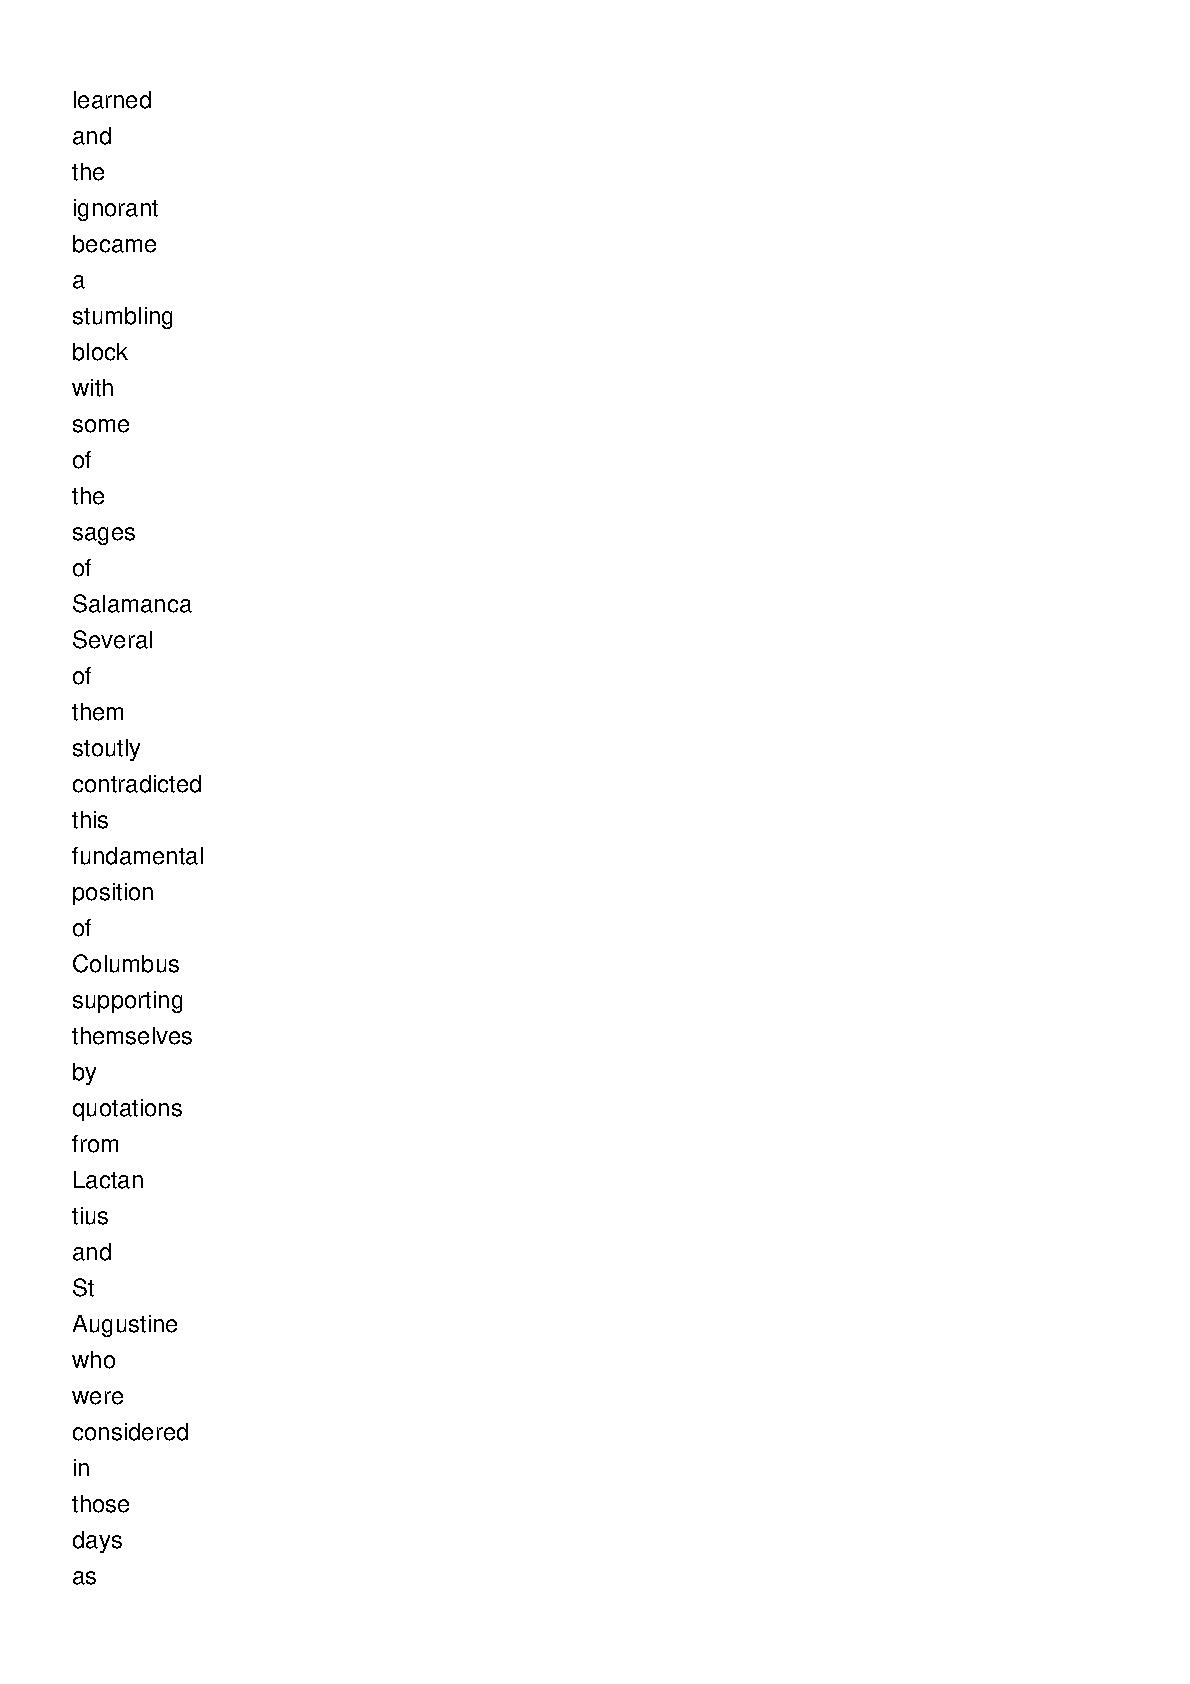 learned
and
the
ignorant
became
a
stumbling
block
with
some
of
the
sages
of
Salamanca
Several
of
them
stoutly
contradicted
this
fundamental
position
of
Columbus
supporting
themselves
by
quotations
from
Lactan
tius
and
St
Augustine
who
were
considered
in
those
days
as